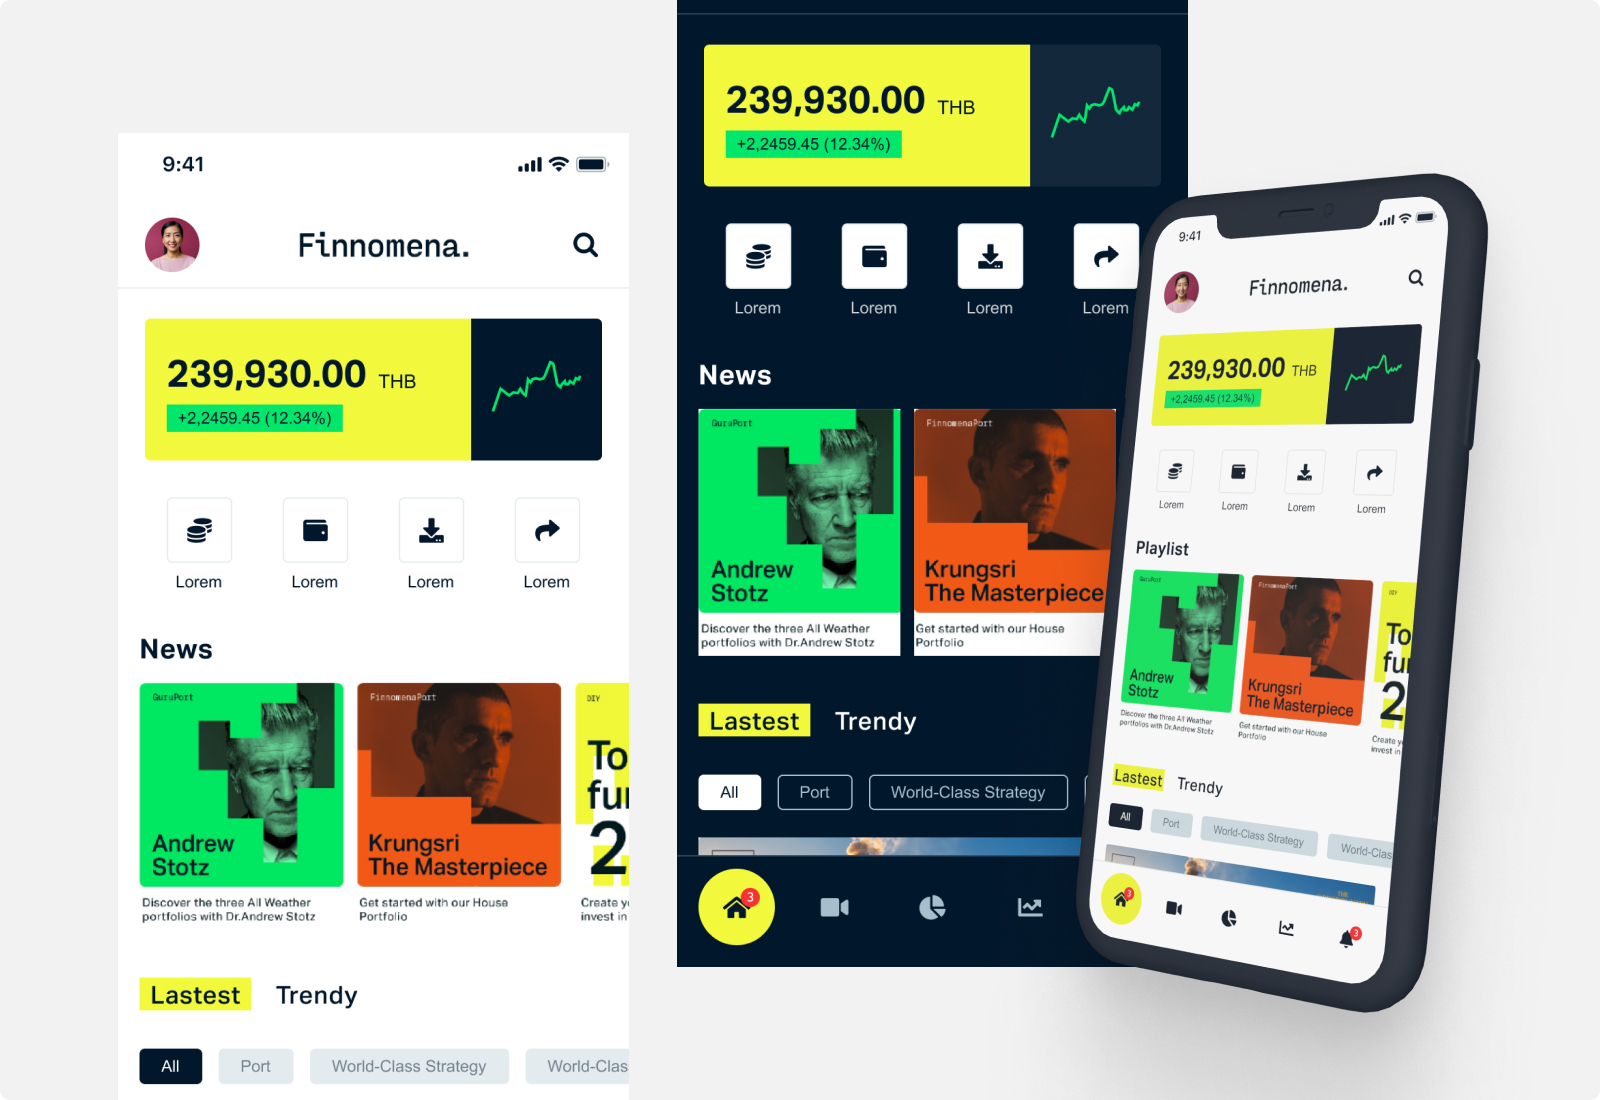 9:41
Finnomena.
239,930.00 THB
+2,2459.45 (12.34%)
Lorem Lorem Lorem Lorem
News
GuruPort
Andrew
Stotz
Discover the three All Weather
portfolios with Dr.Andrew Stotz
FinnomenaPort
Krungsri
The Masterpiece
Get started with our House
Portfolio
DIY
To
fu
2
Create y
invest in
Lastest Trendy
All Port World-Class Strategy World-Clas
239,930.00 THB
+2,2459.45 (12.34%)
Lorem Lorem Lorem Lorem
News
GuruPort
Andrew
Stotz
Discover the three All Weather
portfolios with Dr.Andrew Stotz
FinnomenaPort
Krungsri
The Masterpiece
Get started with our House
Portfolio
Lastest Trendy
All Port World-Class Strategy
3
9:41
Finnomena.
239,930.00 THB
+2,2459.45 (12.34%)
Lorem Lorem Lorem Lorem
Playlist
GuruPort
Andrew
Stotz
Discover the three All Weather
portfolios with Dr.Andrew Stotz
FinnomenaPort
Krungsri
The Masterpiece
Get started with our House
Portfolio
DIY
To
fu
2
Create y
invest in
Lastest Trendy
All Port World-Class Strategy World-Clas
3
3